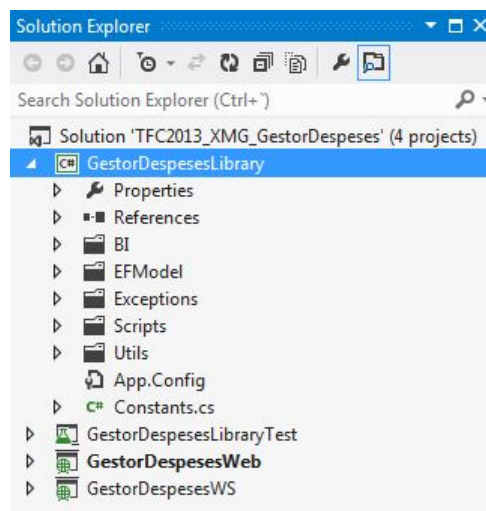 Solution Explorer
Search Solution Explorer (Ctrl+`)
Solution 'TFC2013_XMG_GestorDespeses' (4 projects)
C# GestorDespesesLibrary
Properties
References
BI
EFModel
Exceptions
Scripts
Utils
App.Config
C# Constants.cs
GestorDespesesLibraryTest
GestorDespesesWeb
GestorDespesesWS